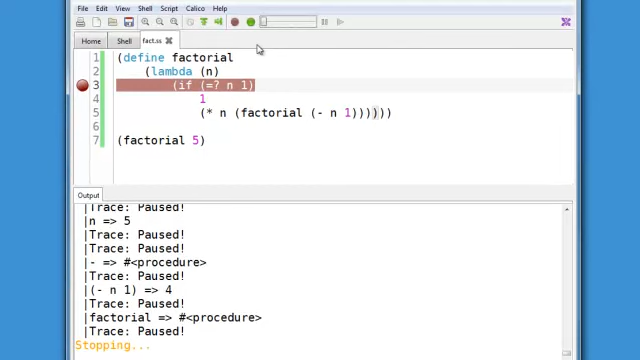 File Edit View Shell Script Calico Help
Home Shell fact.ss
1 (define factorial
2 (lambda (n)
3 (if (=? n 1)
4 1
5 (* n (factorial (- n 1))))))
6
7 (factorial 5)
Output
|Trace: Paused!
|n => 5
|Trace: Paused!
|Trace: Paused!
|- => #<procedure>
|Trace: Paused!
|(- n 1) => 4
|Trace: Paused!
|factorial => #<procedure>
|Trace: Paused!
Stopping...